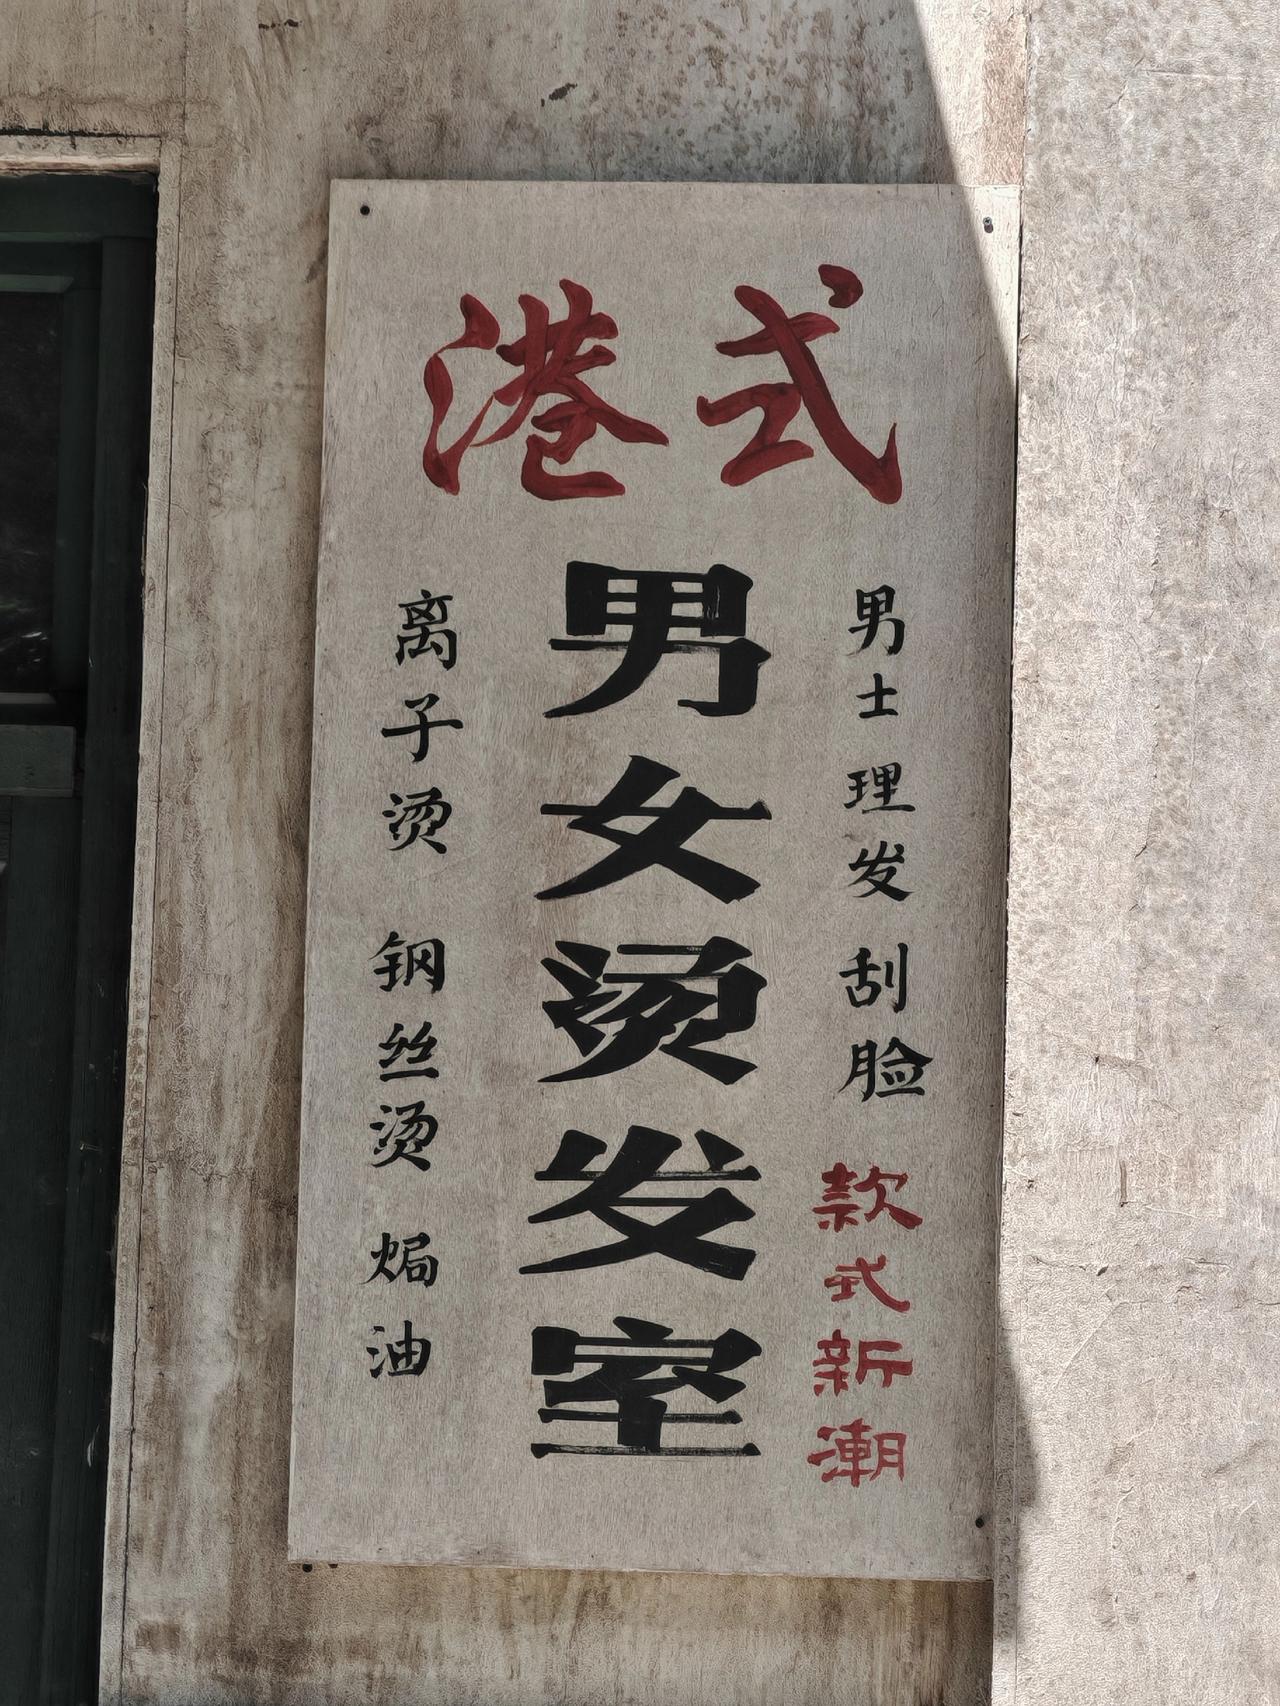 港式
男士理发 刮脸 款式新潮
男女烫发室
离子烫 钢丝烫 焗油